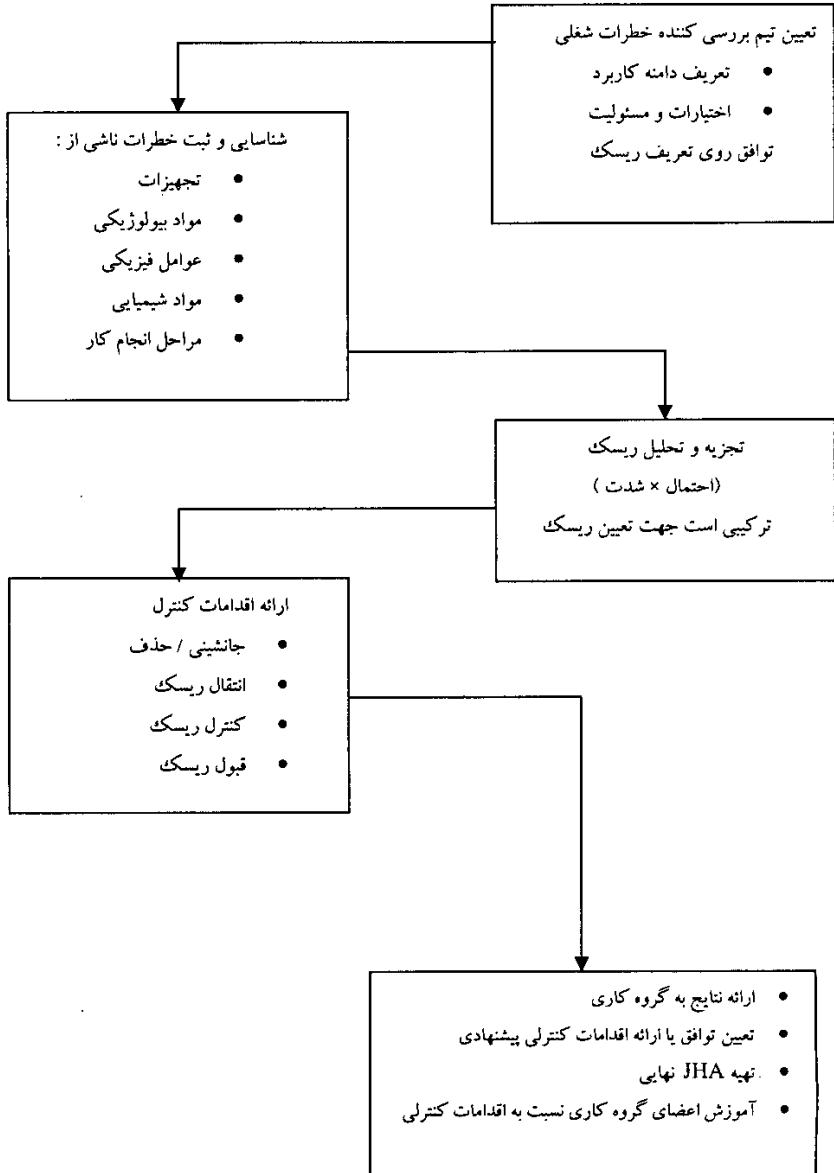 تعیین تیم بررسی کننده خطرات شغلی
• تعریف دامنه کاربرد
• اختیارات و مسئولیت
توافق روی تعریف ریسک
شناسایی و ثبت خطرات ناشی از :
• تجهیزات
• مواد بیولوژیکی
• عوامل فیزیکی
• مواد شیمیایی
• مراحل انجام کار
تجزیه و تحلیل ریسک
(احتمال × شدت )
ترکیبی است جهت تعیین ریسک
ارائه اقدامات کنترل
• جانشینی / حذف
• انتقال ریسک
• کنترل ریسک
• قبول ریسک
• ارائه نتایج به گروه کاری
• تعیین توافق یا ارائه اقدامات کنترلی پیشنهادی
• تهیه JHA نهایی
• آموزش اعضای گروه کاری نسبت به اقدامات کنترلی